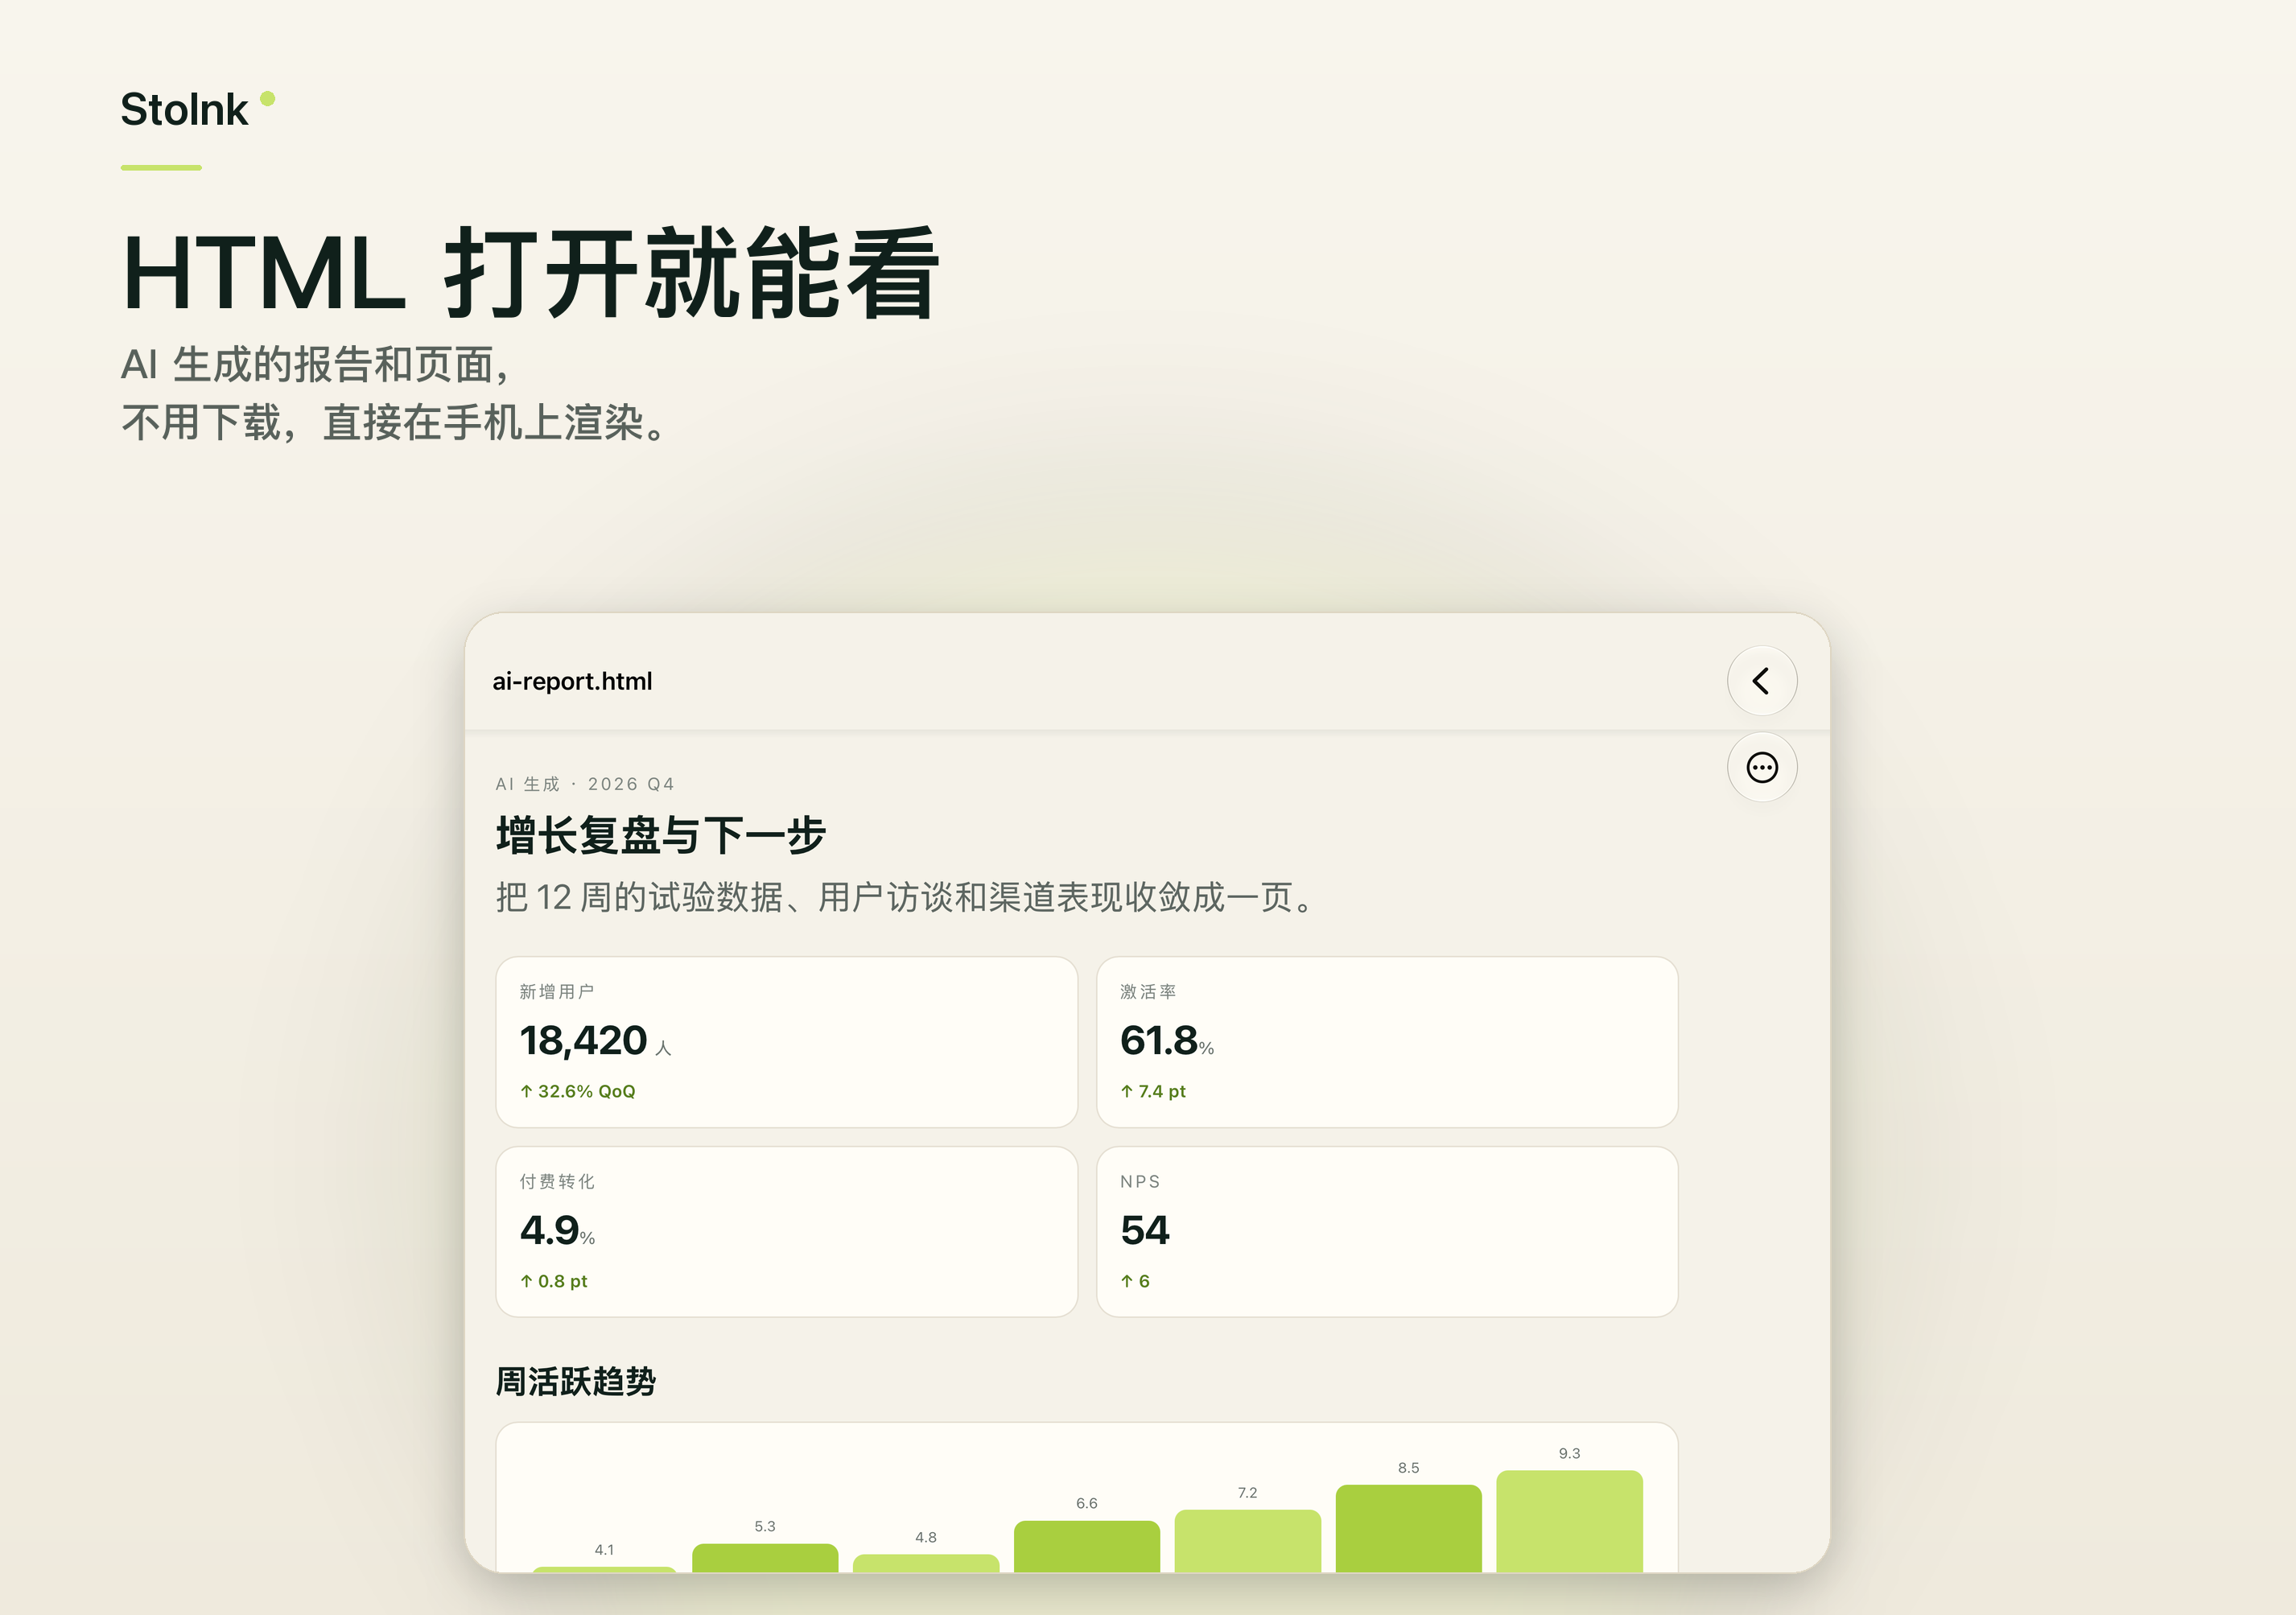 Stolnk
HTML 打开就能看
AI 生成的报告和页面，
不用下载，直接在手机上渲染。
ai-report.html
AI 生成 · 2026 Q4
增长复盘与下一步
把 12 周的试验数据、用户访谈和渠道表现收敛成一页。
新增用户
18,420 人
↑ 32.6% QoQ
激活率
61.8%
↑ 7.4 pt
付费转化
4.9%
↑ 0.8 pt
NPS
54
↑ 6
周活跃趋势
4.1
5.3
4.8
6.6
7.2
8.5
9.3